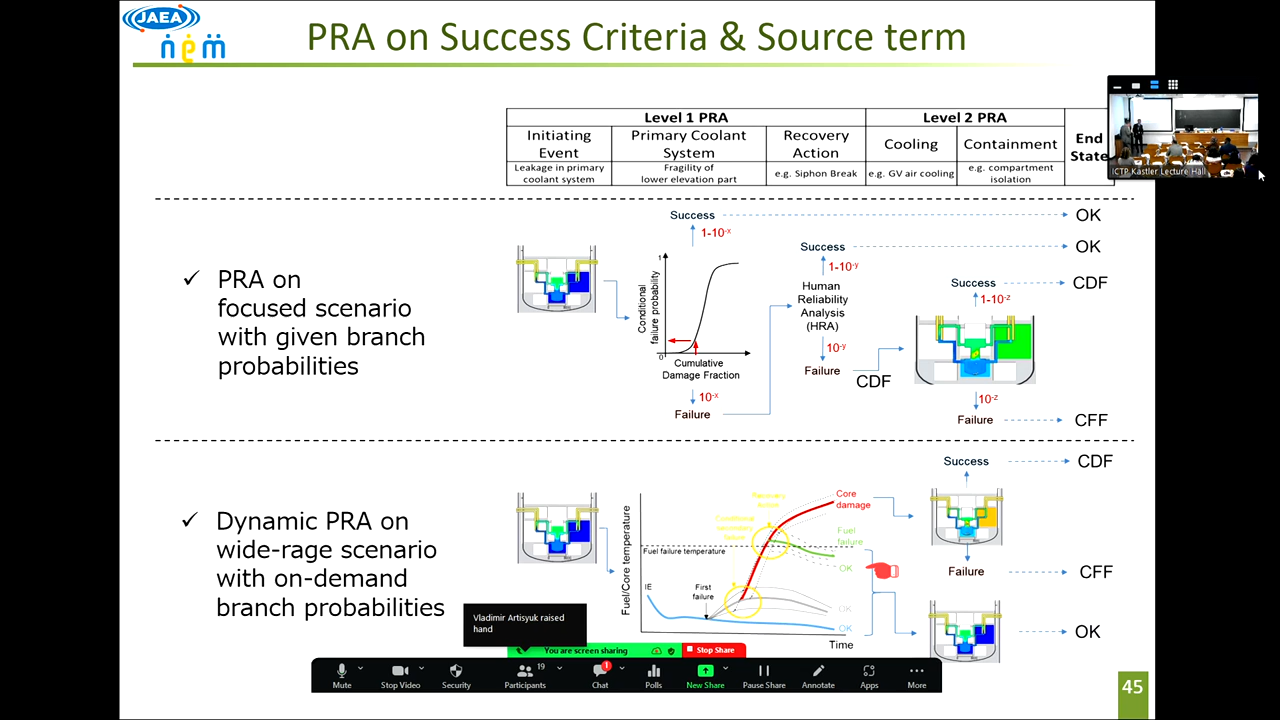 JAEA
nëm
PRA on Success Criteria & Source term
Level 1 PRA
Level 2 PRA
End
State
Initiating
Event
Primary Coolant
System
Recovery
Action
Cooling
Containment
Leakage in primary
coolant system
Fragility of
lower elevation part
e.g. Siphon Break
e.g. GV air cooling
e.g. compartment
isolation
ICTP Kastler Lecture Hall
✓ PRA on
focused scenario
with given branch
probabilities
Success
OK
1-10⁻ˣ
1
Conditional
failure probability
0
Cumulative
Damage Fraction
10⁻ˣ
Failure
Success
OK
1-10⁻ʸ
Human
Reliability
Analysis
(HRA)
10⁻ʸ
Failure
CDF
Success
CDF
1-10⁻ᶻ
10⁻ᶻ
Failure
CFF
✓ Dynamic PRA on
wide-rage scenario
with on-demand
branch probabilities
Fuel/Core temperature
Fuel failure temperature
IE
First
failure
Core
damage
Fuel
failure
OK
OK
OK
Time
Success
CDF
Failure
CFF
OK
Vladimir Artisyuk raised
hand
You are screen sharing
Stop Share
Mute
Stop Video
Security
19
Participants
1
Chat
Polls
New Share
Pause Share
Annotate
Apps
More
45